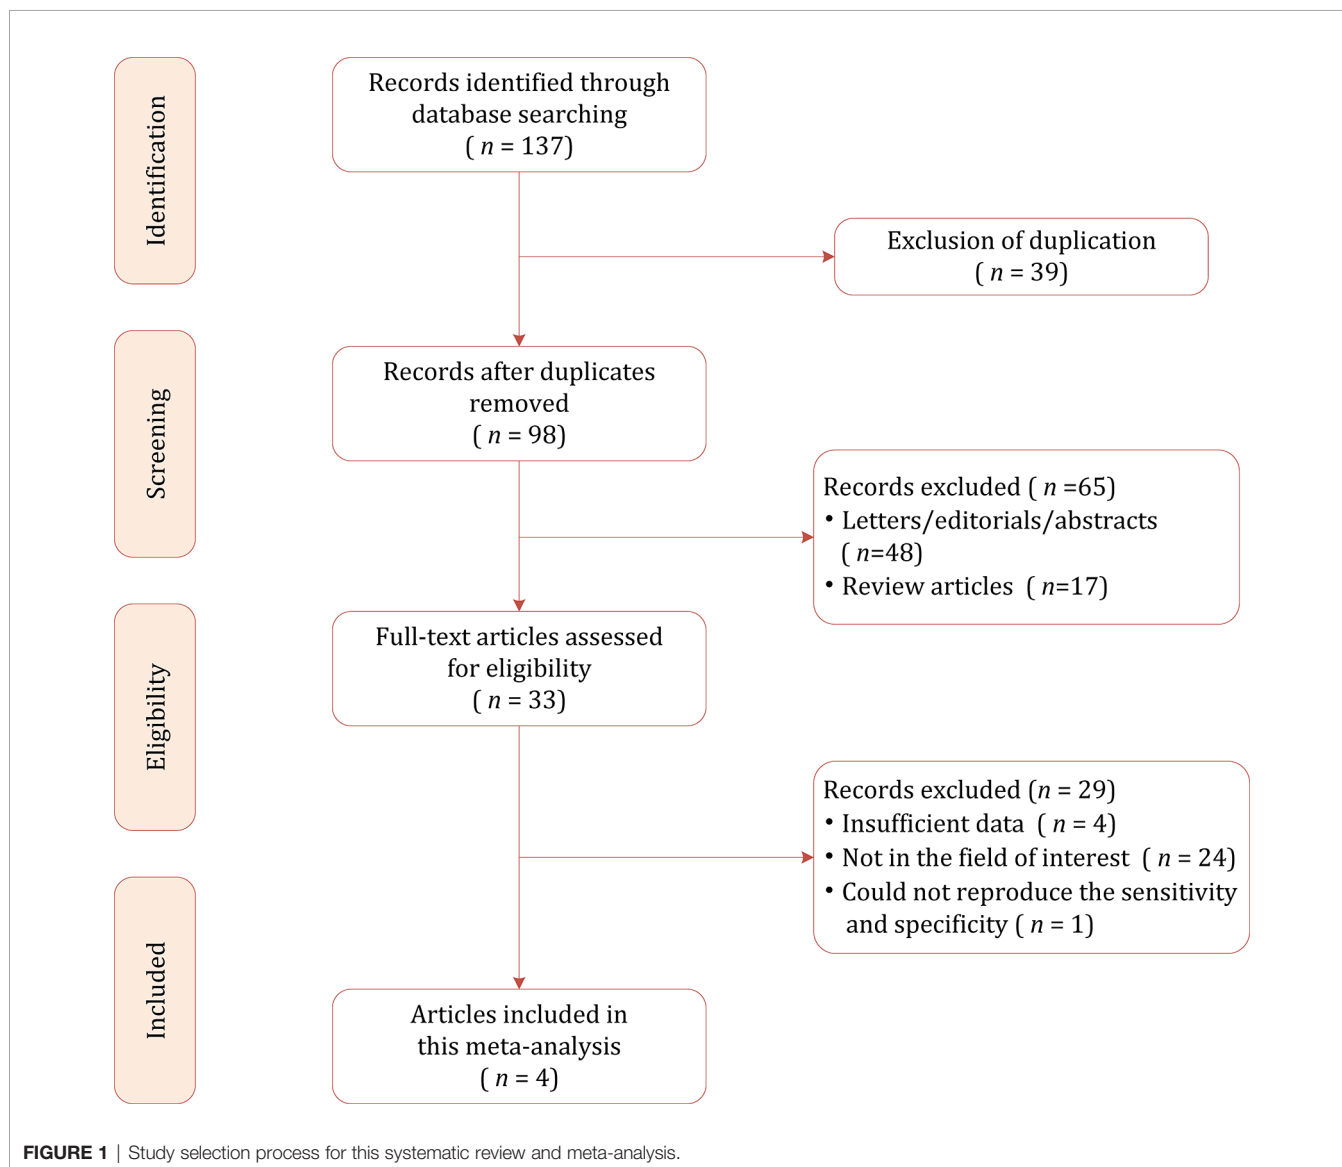 Identification
Records identified through
database searching
( n = 137)
Exclusion of duplication
( n = 39)
Screening
Records after duplicates
removed
( n = 98)
Records excluded ( n =65)
• Letters/editorials/abstracts
( n=48)
• Review articles ( n=17)
Eligibility
Full-text articles assessed
for eligibility
( n = 33)
Records excluded (n = 29)
• Insufficient data ( n = 4)
• Not in the field of interest ( n = 24)
• Could not reproduce the sensitivity
and specificity ( n = 1)
Included
Articles included in
this meta-analysis
( n = 4)
FIGURE 1 | Study selection process for this systematic review and meta-analysis.